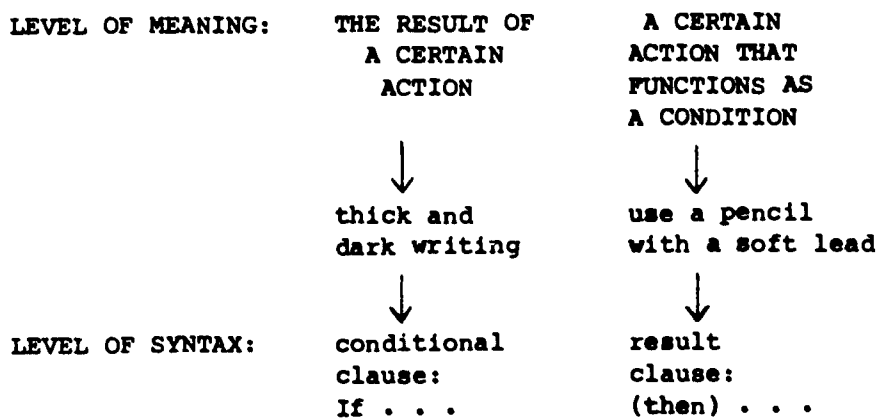 LEVEL OF MEANING: THE RESULT OF A CERTAIN
A CERTAIN ACTION THAT
ACTION FUNCTIONS AS
A CONDITION
thick and use a pencil
dark writing with a soft lead
LEVEL OF SYNTAX: conditional result
clause: clause:
If . . . (then) . . .